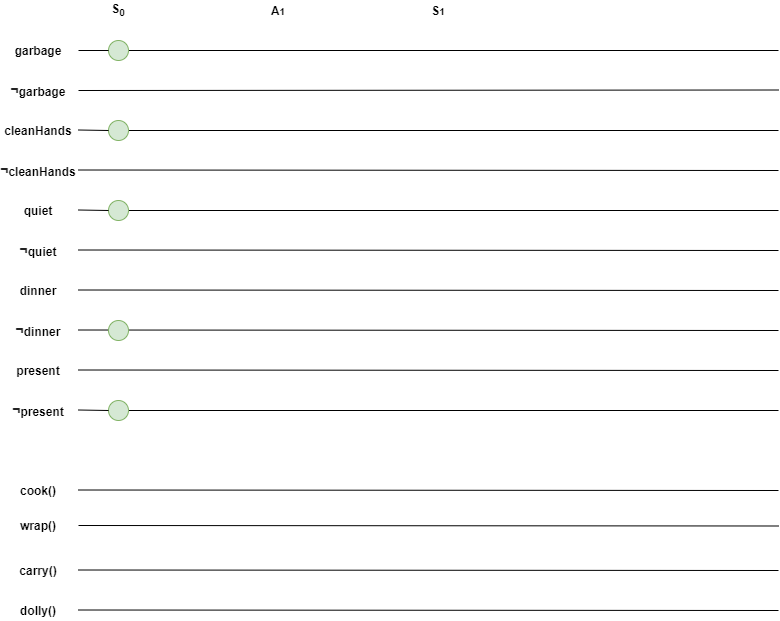 S₀ A₁ S₁
garbage
¬garbage
cleanHands
¬cleanHands
quiet
¬quiet
dinner
¬dinner
present
¬present
cook()
wrap()
carry()
dolly()